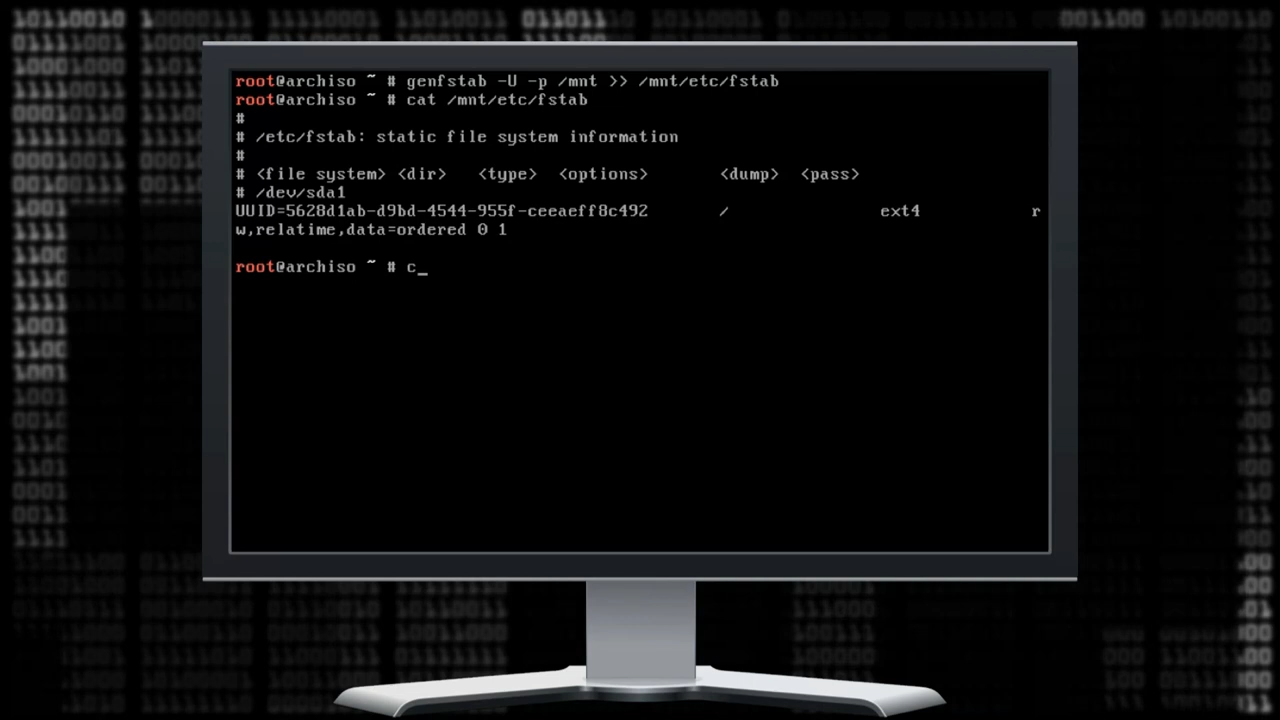 root@archiso ~ # genfstab -U -p /mnt >> /mnt/etc/fstab
root@archiso ~ # cat /mnt/etc/fstab
#
# /etc/fstab: static file system information
#
# <file system> <dir> <type> <options> <dump> <pass>
# /dev/sda1
UUID=5628d1ab-d9bd-4544-955f-ceeaeff8c492 / ext4 r
w,relatime,data=ordered 0 1
root@archiso ~ # c_